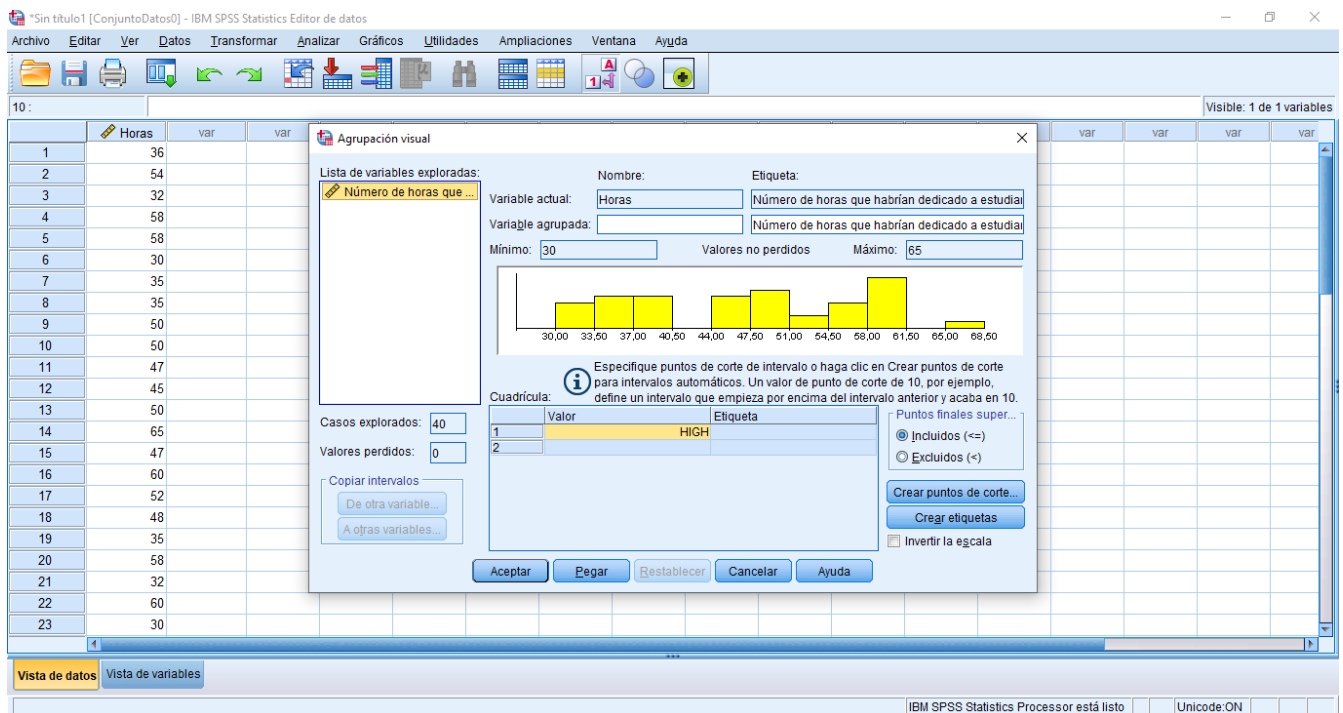 *Sin título1 [ConjuntoDatos0] - IBM SPSS Statistics Editor de datos
Archivo Editar Ver Datos Transformar Analizar Gráficos Utilidades Ampliaciones Ventana Ayuda
10 :
Visible: 1 de 1 variables
Horas var var var var var var
1 36
2 54
3 32
4 58
5 58
6 30
7 35
8 35
9 50
10 50
11 47
12 45
13 50
14 65
15 47
16 60
17 52
18 48
19 35
20 58
21 32
22 60
23 30
Agrupación visual
Lista de variables exploradas:
Número de horas que ...
Nombre: Etiqueta:
Variable actual: Horas Número de horas que habrían dedicado a estudiar
Variable agrupada: Número de horas que habrían dedicado a estudiar
Mínimo: 30 Valores no perdidos Máximo: 65
30,00 33,50 37,00 40,50 44,00 47,50 51,00 54,50 58,00 61,50 65,00 68,50
Especifique puntos de corte de intervalo o haga clic en Crear puntos de corte
para intervalos automáticos. Un valor de punto de corte de 10, por ejemplo,
define un intervalo que empieza por encima del intervalo anterior y acaba en 10.
Cuadrícula:
Valor Etiqueta
1 HIGH
2
Casos explorados: 40
Valores perdidos: 0
Copiar intervalos
De otra variable...
A otras variables...
Puntos finales super...
Incluidos (<=)
Excluidos (<)
Crear puntos de corte...
Crear etiquetas
Invertir la escala
Aceptar Pegar Restablecer Cancelar Ayuda
Vista de datos Vista de variables
IBM SPSS Statistics Processor está listo Unicode:ON